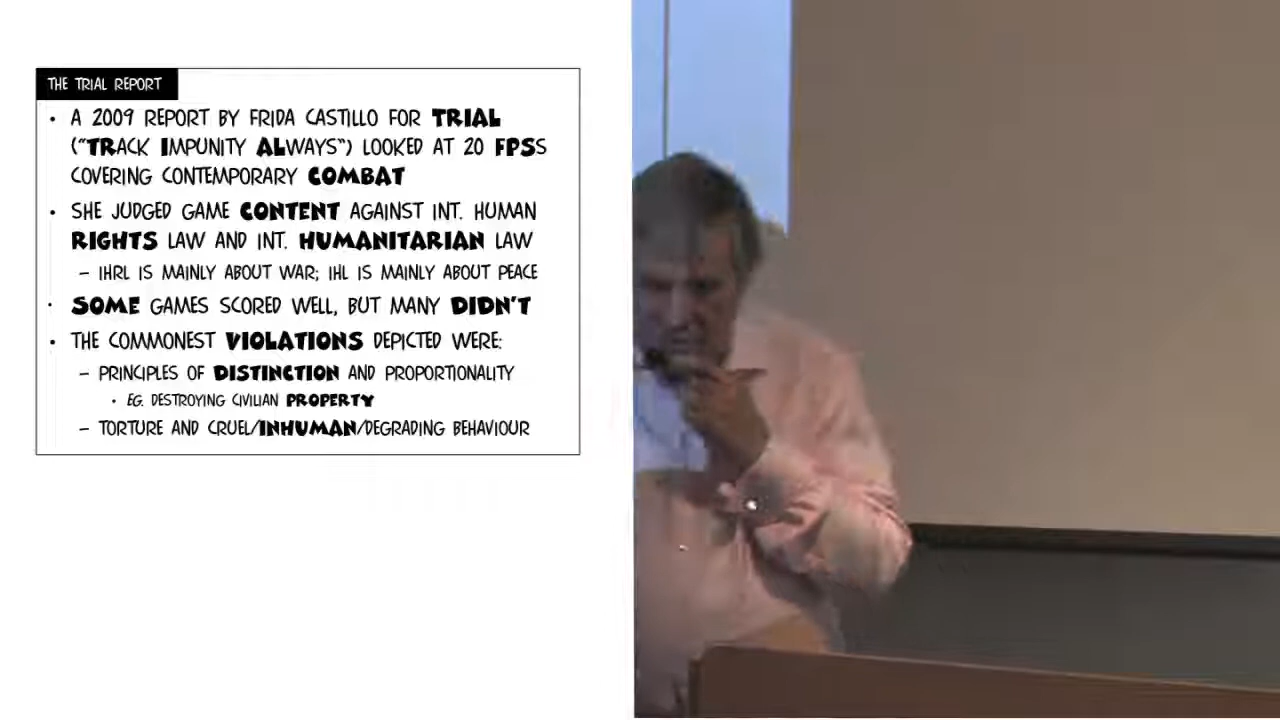 THE TRIAL REPORT
• A 2009 REPORT BY FRIDA CASTILLO FOR TRIAL
("TRACK IMPUNITY ALWAYS") LOOKED AT 20 FPSS
COVERING CONTEMPORARY COMBAT
• SHE JUDGED GAME CONTENT AGAINST INT. HUMAN
RIGHTS LAW AND INT. HUMANITARIAN LAW
– IHRL IS MAINLY ABOUT WAR; IHL IS MAINLY ABOUT PEACE
• SOME GAMES SCORED WELL, BUT MANY DIDN'T
• THE COMMONEST VIOLATIONS DEPICTED WERE:
– PRINCIPLES OF DISTINCTION AND PROPORTIONALITY
• EG. DESTROYING CIVILIAN PROPERTY
– TORTURE AND CRUEL/INHUMAN/DEGRADING BEHAVIOUR